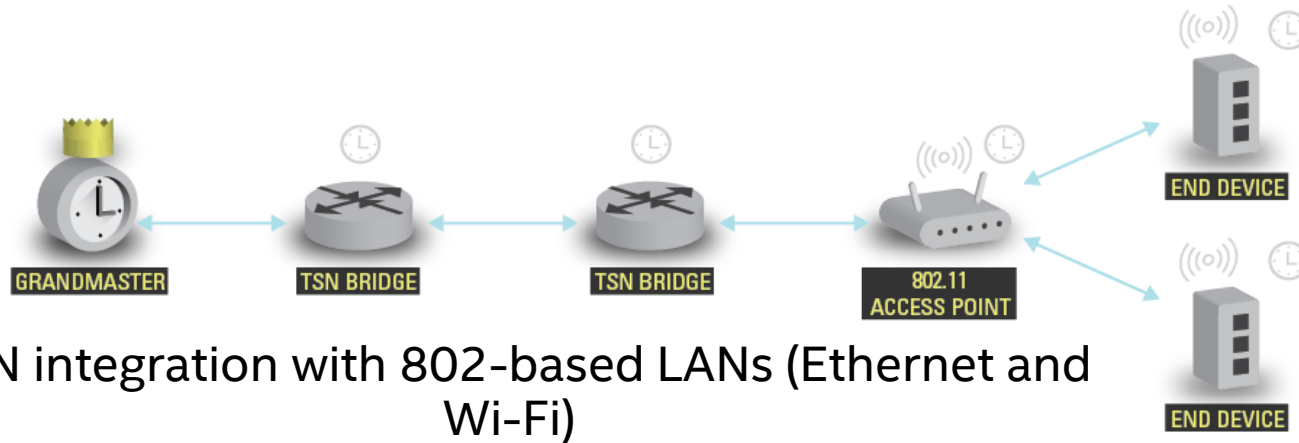 GRANDMASTER
TSN BRIDGE
TSN BRIDGE
802.11
ACCESS POINT
END DEVICE
END DEVICE
N integration with 802-based LANs (Ethernet and
Wi-Fi)